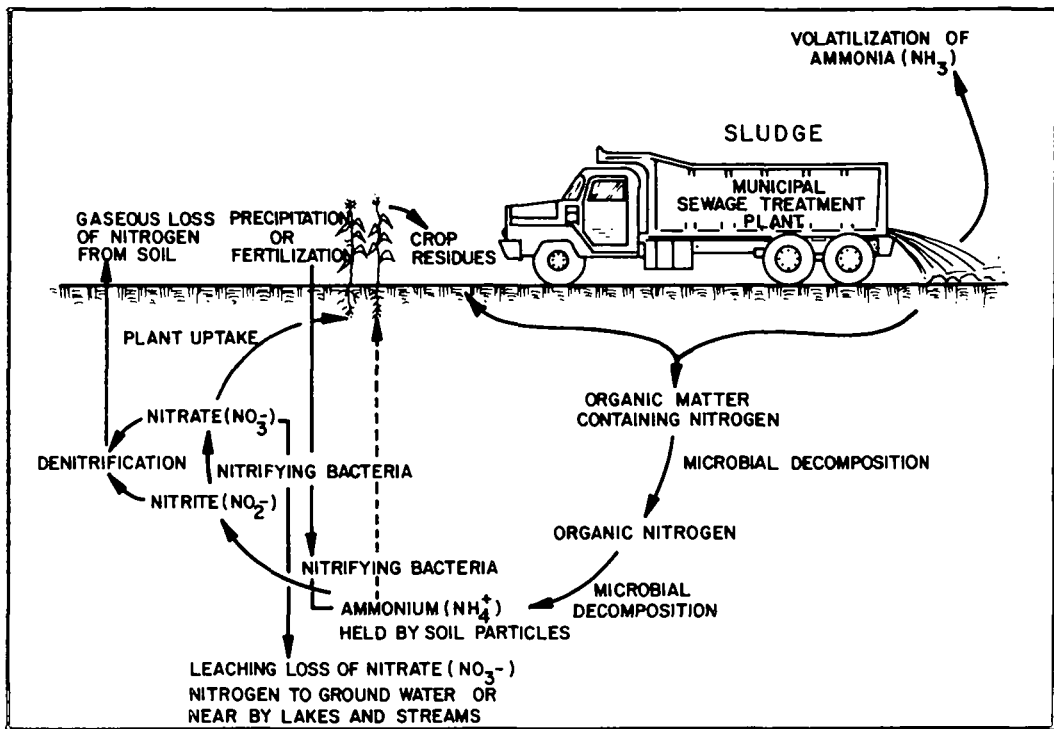 VOLATILIZATION OF
AMMONIA (NH3)
SLUDGE
MUNICIPAL
SEWAGE TREATMENT
PLANT
GASEOUS LOSS
OF NITROGEN
FROM SOIL
PRECIPITATION
OR
FERTILIZATION
CROP
RESIDUES
PLANT UPTAKE
NITRATE (NO3-)
DENITRIFICATION
NITRIFYING BACTERIA
NITRITE (NO2-)
ORGANIC MATTER
CONTAINING NITROGEN
MICROBIAL DECOMPOSITION
ORGANIC NITROGEN
NITRIFYING BACTERIA
MICROBIAL
DECOMPOSITION
AMMONIUM (NH4+)
HELD BY SOIL PARTICLES
LEACHING LOSS OF NITRATE (NO3-)
NITROGEN TO GROUND WATER OR
NEAR BY LAKES AND STREAMS